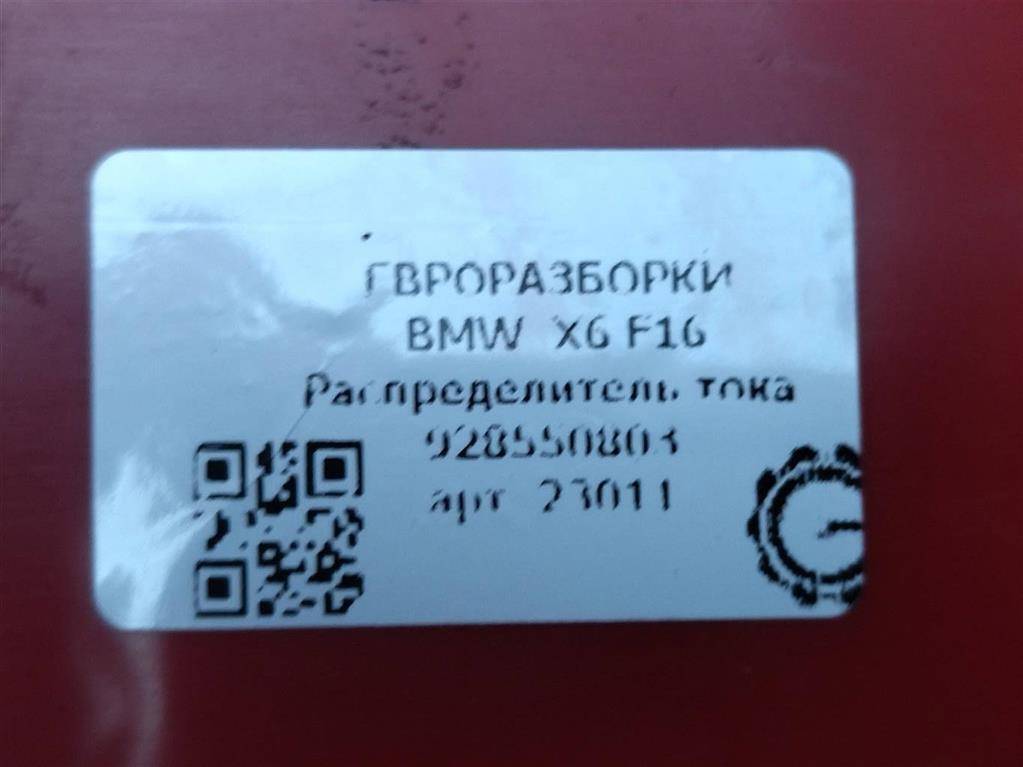 ЕВРОРАЗБОРКИ
BMW X6 F16
Распределитель тока
928550803
арт 23011